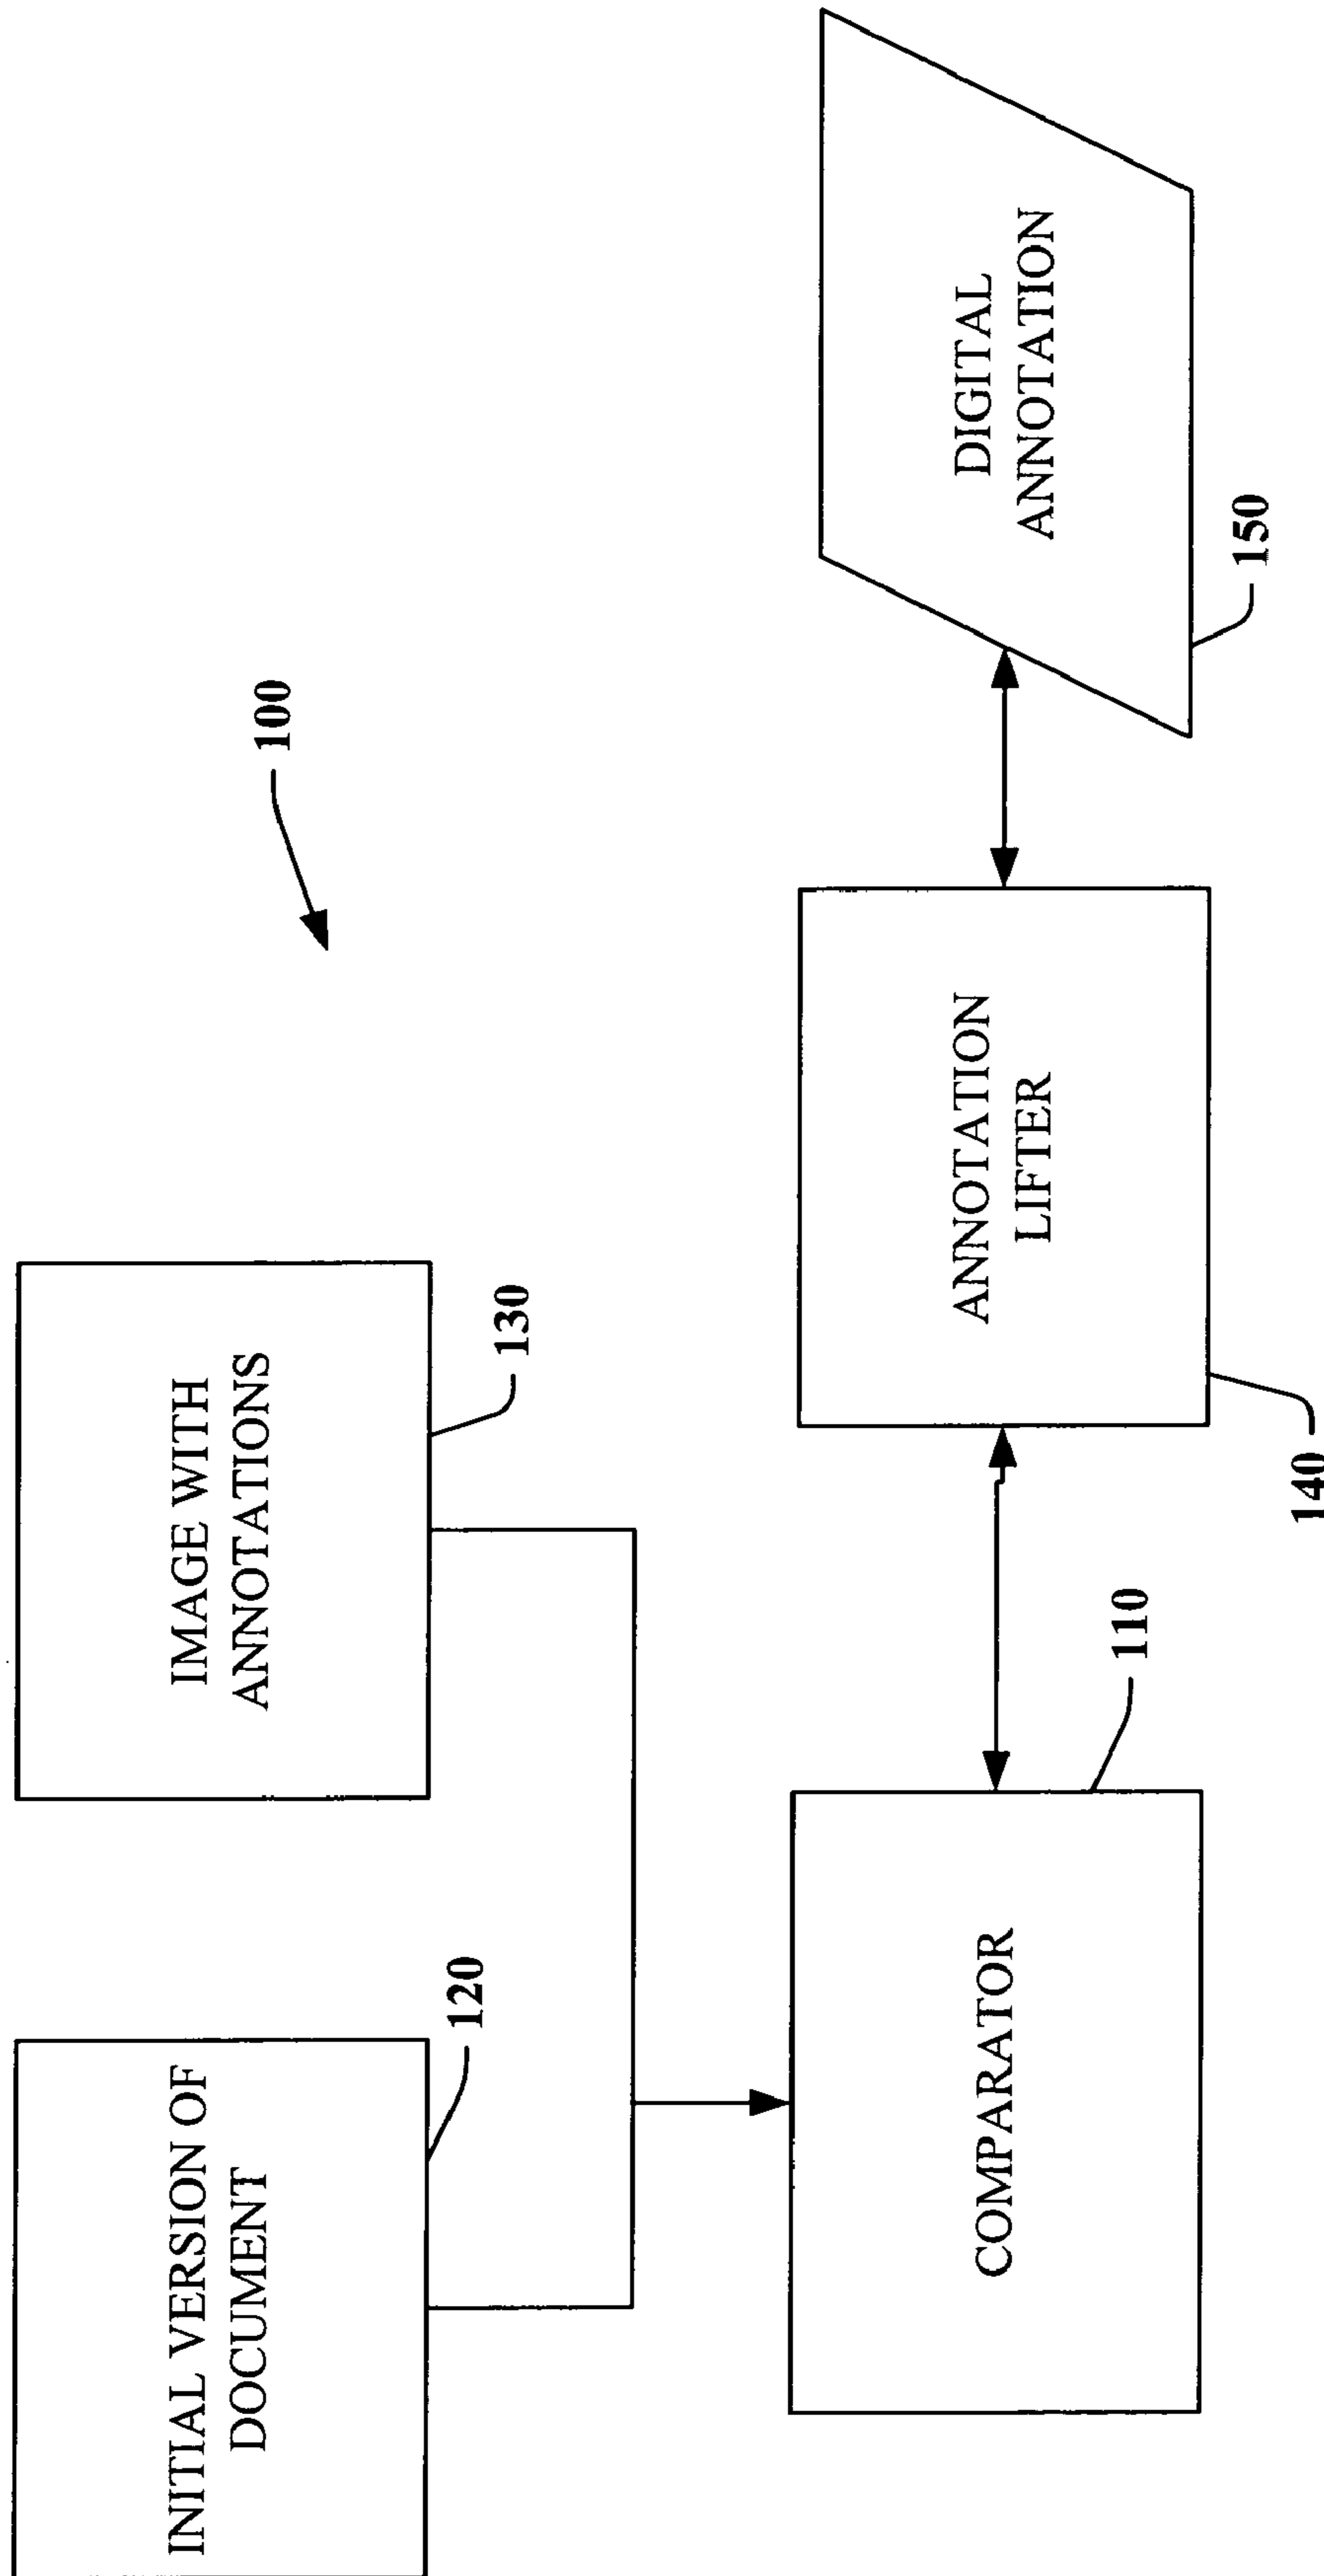 100
INITIAL VERSION OF
DOCUMENT
120
IMAGE WITH
ANNOTATIONS
130
COMPARATOR
110
ANNOTATION
LIFTER
140
DIGITAL
ANNOTATION
150